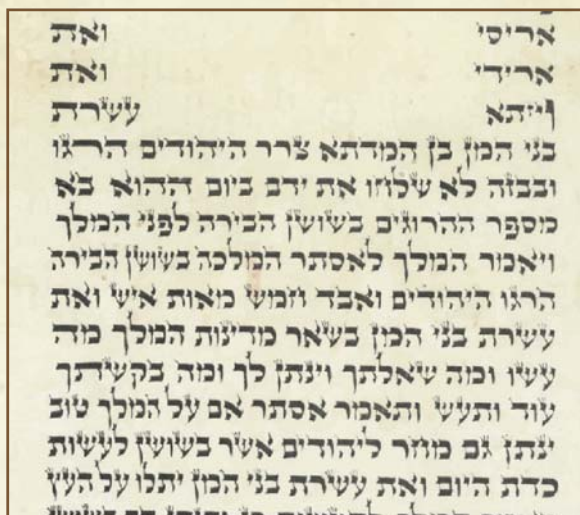 אריסי ואת
ארידי ואת
ויזתא עשרת
בני המן בן המדתא צרר היהודים הרגו
ובבזה לא שלחו את ידם ביום ההוא בא
מספר ההרוגים בשושן הבירה לפני המלך
ויאמר המלך לאסתר המלכה בשושן הבירה
הרגו היהודים ואבד חמש מאות איש ואת
עשרת בני המן בשאר מדינות המלך מה
עשו ומה שאלתך וינתן לך ומה בקשתך
עוד ותעש ותאמר אסתר אם על המלך טוב
ינתן גם מחר ליהודים אשר בשושן לעשות
כדת היום ואת עשרת בני המן יתלו על העץ